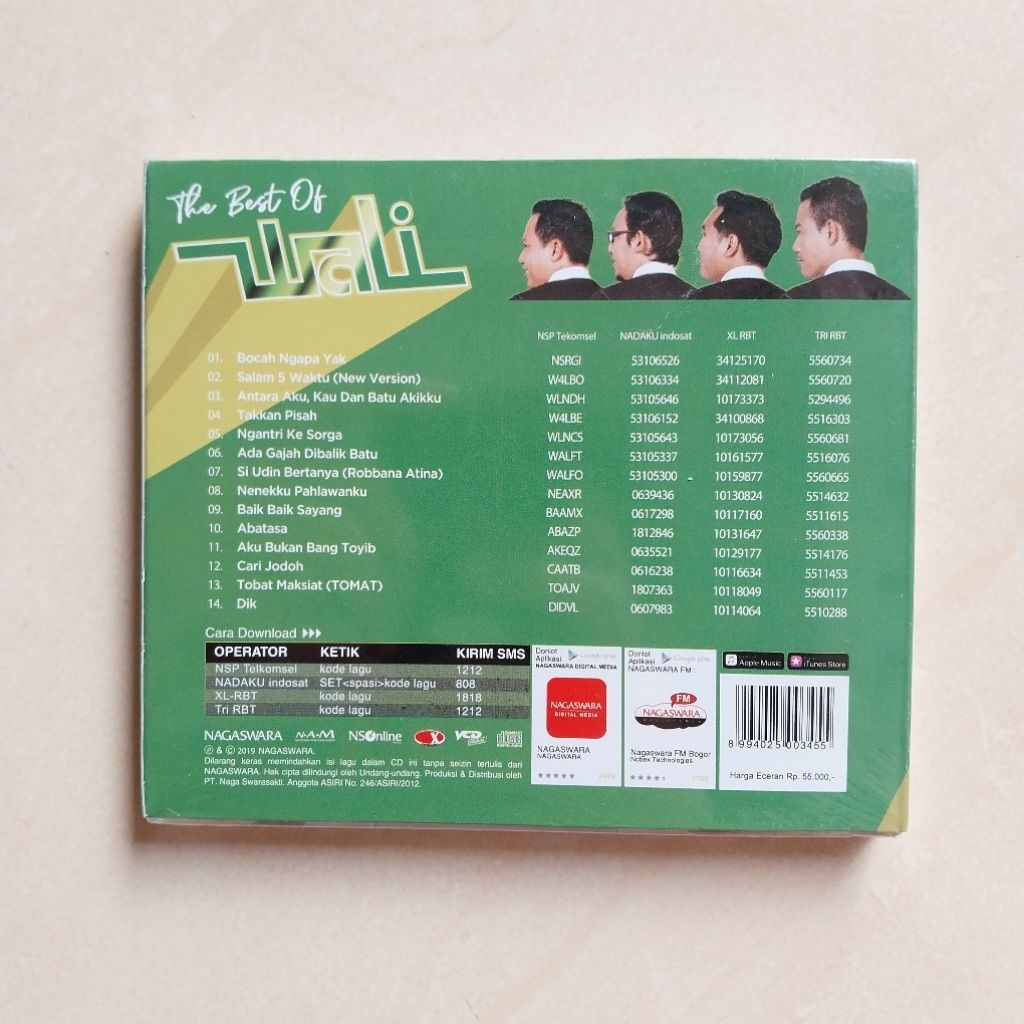 The Best Of
Wali
NSP Tekomsel NADAKU indosat XL RBT TRI RBT
01. Bocah Ngapa Yak NSRGI 53106526 34125170 5560734
02. Salam 5 Waktu (New Version) W4LBO 53106334 34112081 5560720
03. Antara Aku, Kau Dan Batu Akikku WLNDH 53105646 10173373 5294496
04. Takkan Pisah W4LBE 53106152 34100868 5516303
05. Ngantri Ke Sorga WLNCS 53105643 10173056 5560681
06. Ada Gajah Dibalik Batu WALFT 53105337 10161577 5516076
07. Si Udin Bertanya (Robbana Atina) WALFO 53105300 10159877 5560665
08. Nenekku Pahlawanku NEAXR 0639436 10130824 5514632
09. Baik Baik Sayang BAAMX 0617298 10117160 5511615
10. Abatasa ABAZP 1812846 10131647 5560338
11. Aku Bukan Bang Toyib AKEQZ 0635521 10129177 5514176
12. Cari Jodoh CAATB 0616238 10116634 5511453
13. Tobat Maksiat (TOMAT) TOAJV 1807363 10118049 5560117
14. Dik DIDVL 0607983 10114064 5510288
Cara Download
OPERATOR KETIK KIRIM SMS
NSP Telkomsel kode lagu 1212
NADAKU indosat SET<spasi>kode lagu 808
XL-RBT kode lagu 1818
Tri RBT kode lagu 1212
NAGASWARA N·A·M NSOnline X VCD
℗ & © 2019 NAGASWARA.
Dilarang keras memindahkan isi lagu dalam CD ini tanpa seizin tertulis dari
NAGASWARA. Hak cipta dilindungi oleh Undang-undang. Produksi & Distribusi oleh
PT. Naga Swarasakti. Anggota ASIRI No. 246/ASIRI/2012.
Donlot
Aplikasi Google play
NAGASWARA DIGITAL MEDIA
NAGASWARA
DIGITAL MEDIA
NAGASWARA
NAGASWARA
FREE
Donlot
Aplikasi Google play
NAGASWARA FM :
FM
NAGASWARA
Nagaswara FM Bogor
Nobex Technologies
FREE
Apple Music
iTunes Store
8 994025 003455
Harga Eceran Rp. 55.000,-